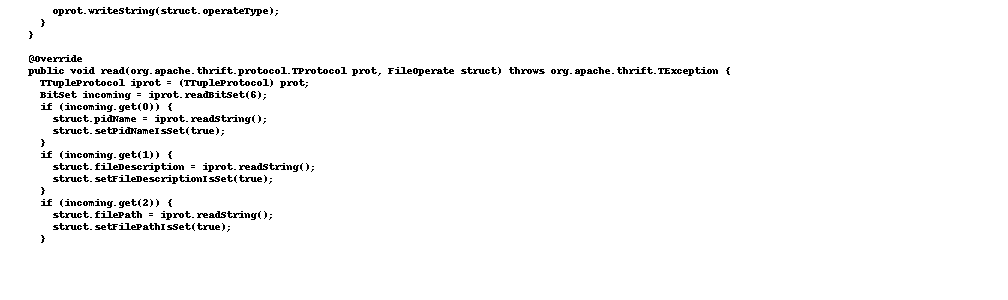 oprot.writeString(struct.operateType);
}
}
@Override
public void read(org.apache.thrift.protocol.TProtocol prot, FileOperate struct) throws org.apache.thrift.TException {
TTupleProtocol iprot = (TTupleProtocol) prot;
BitSet incoming = iprot.readBitSet(6);
if (incoming.get(0)) {
struct.pidName = iprot.readString();
struct.setPidNameIsSet(true);
}
if (incoming.get(1)) {
struct.fileDescription = iprot.readString();
struct.setFileDescriptionIsSet(true);
}
if (incoming.get(2)) {
struct.filePath = iprot.readString();
struct.setFilePathIsSet(true);
}